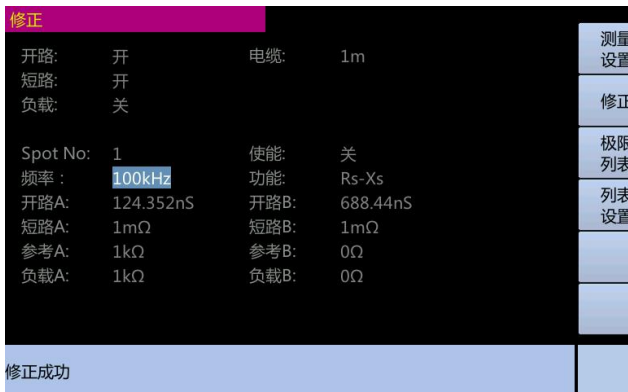 修正
开路: 开 电缆: 1m
短路: 开
负载: 关
Spot No: 1 使能: 关
频率: 100kHz 功能: Rs-Xs
开路A: 124.352nS 开路B: 688.44nS
短路A: 1mΩ 短路B: 1mΩ
参考A: 1kΩ 参考B: 0Ω
负载A: 1kΩ 负载B: 0Ω
修正成功
测量
设置
修正
极限
列表
列表
设置